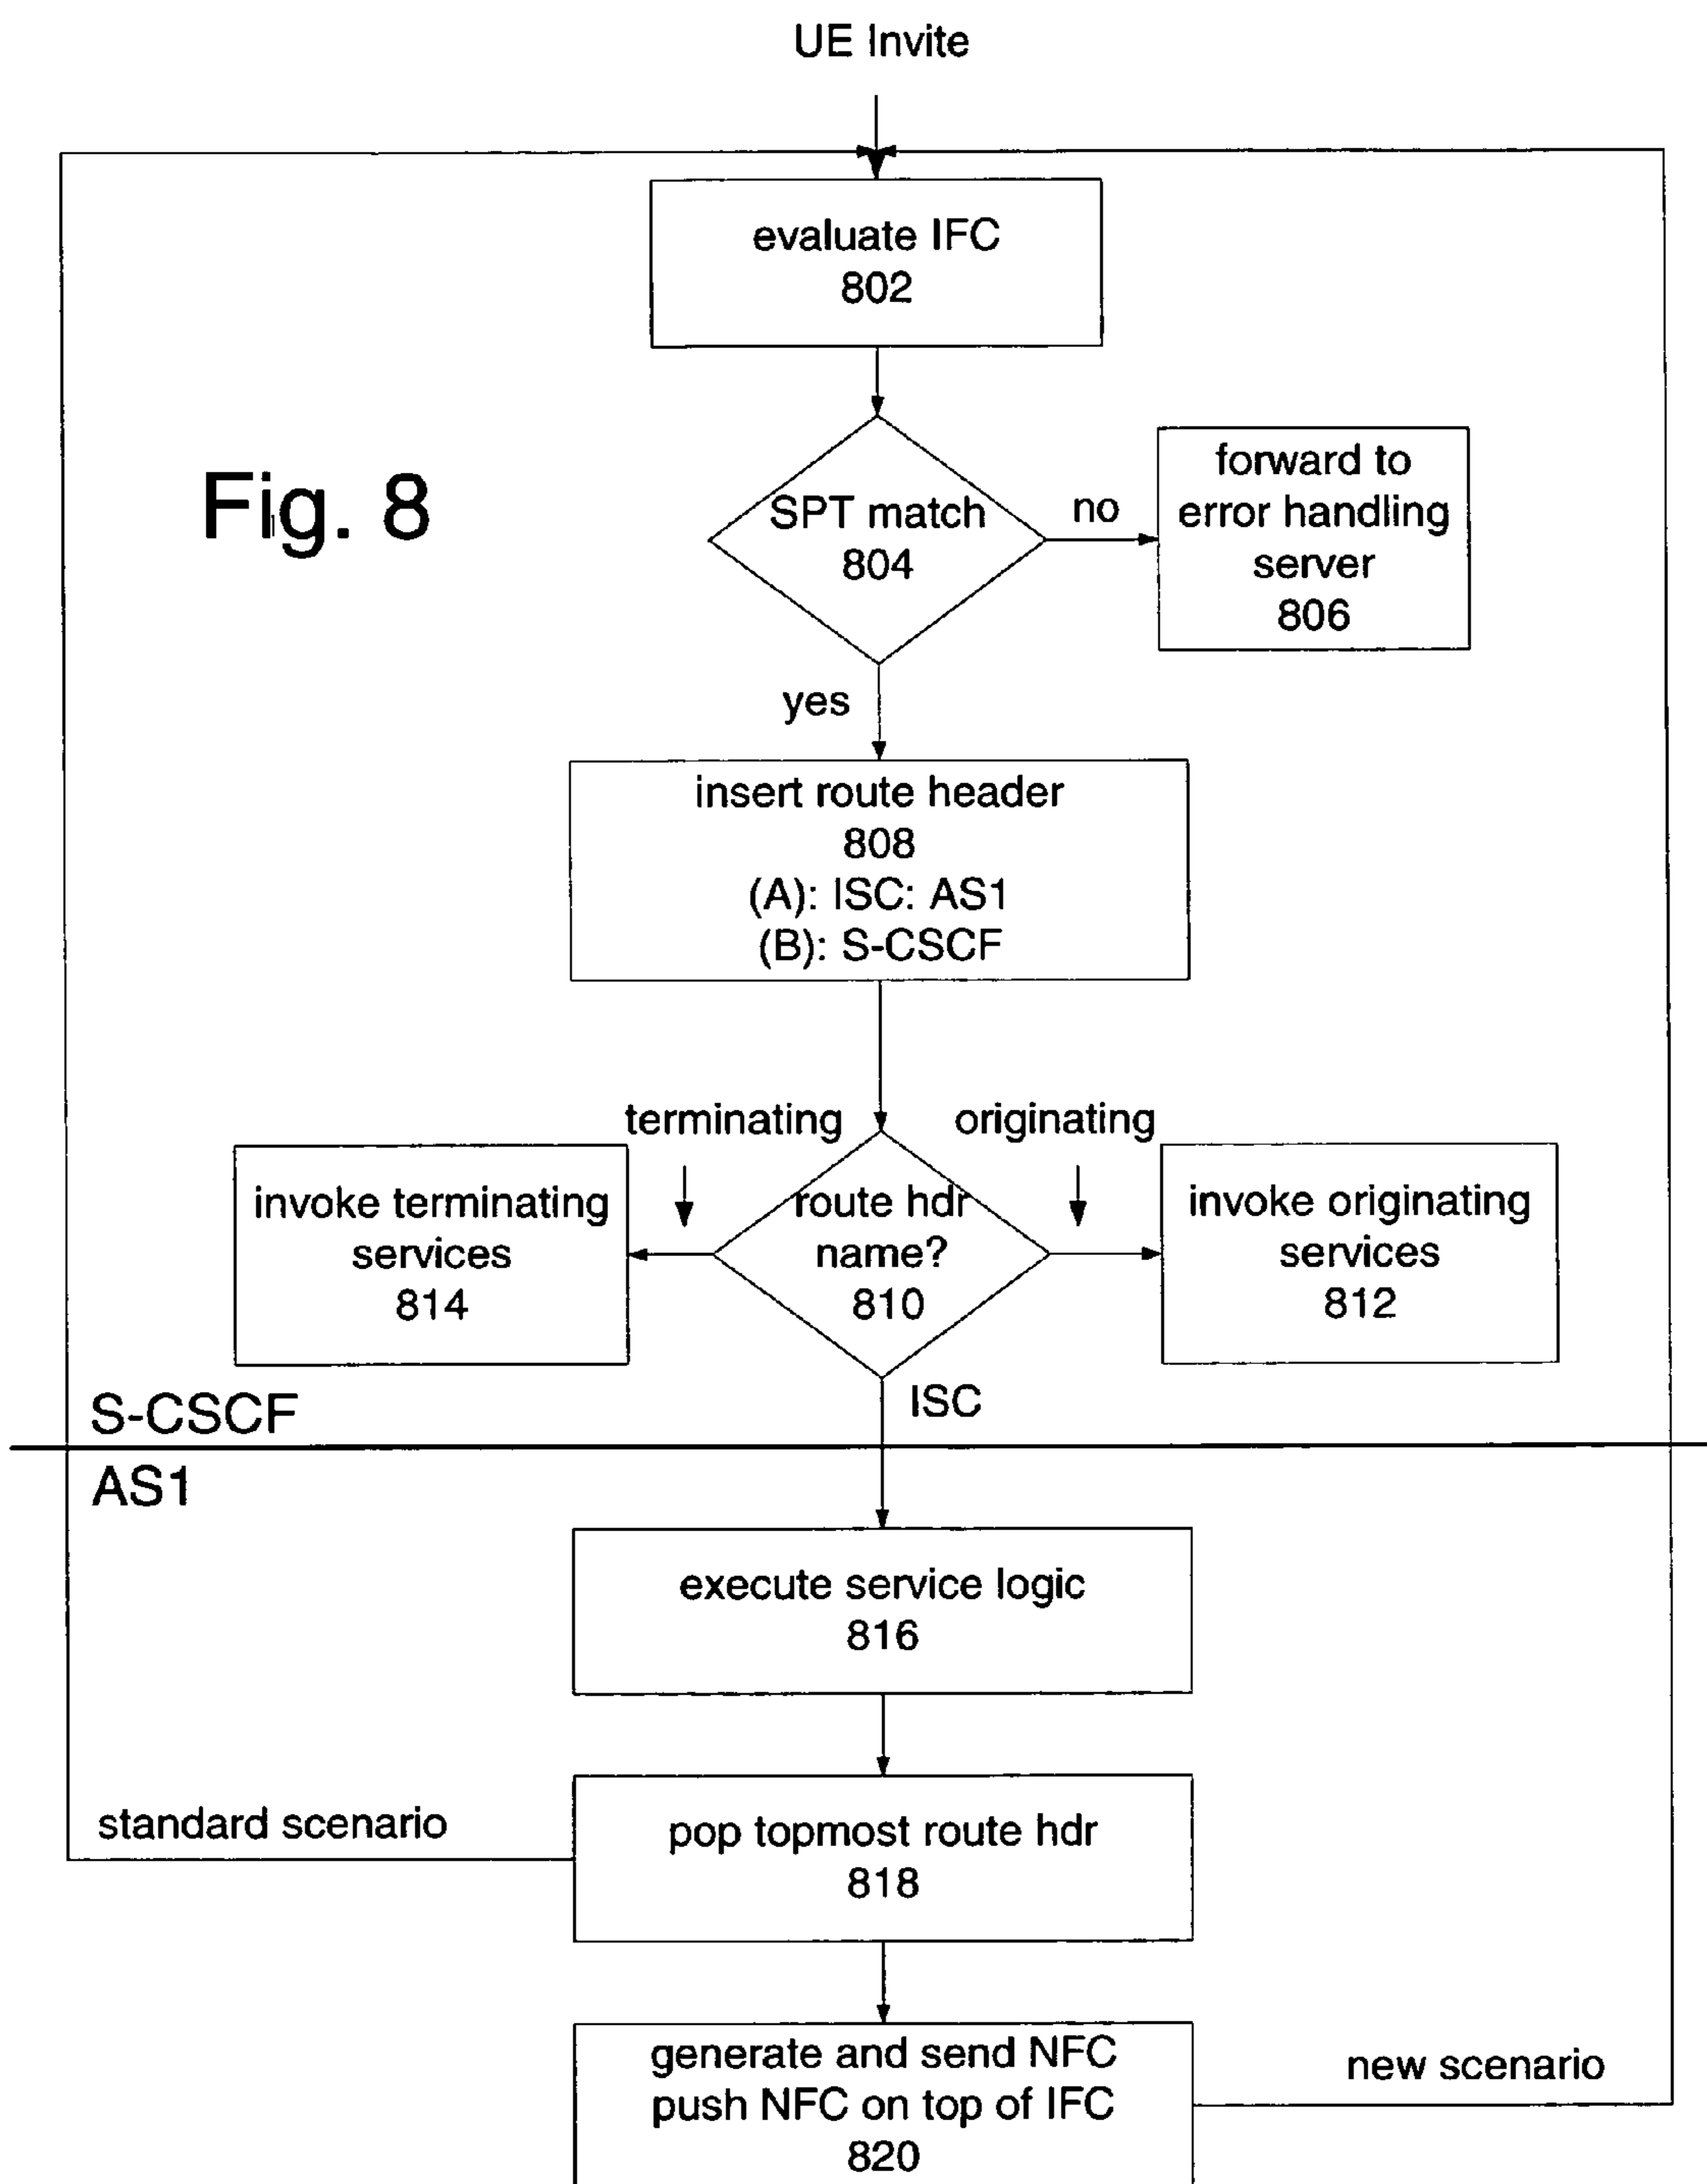 UE Invite
evaluate IFC
802
Fig. 8
SPT match
804
no
forward to
error handling
server
806
yes
insert route header
808
(A): ISC: AS1
(B): S-CSCF
terminating
originating
invoke terminating
services
814
route hdr
name?
810
invoke originating
services
812
ISC
S-CSCF
AS1
execute service logic
816
standard scenario
pop topmost route hdr
818
generate and send NFC
push NFC on top of IFC
820
new scenario